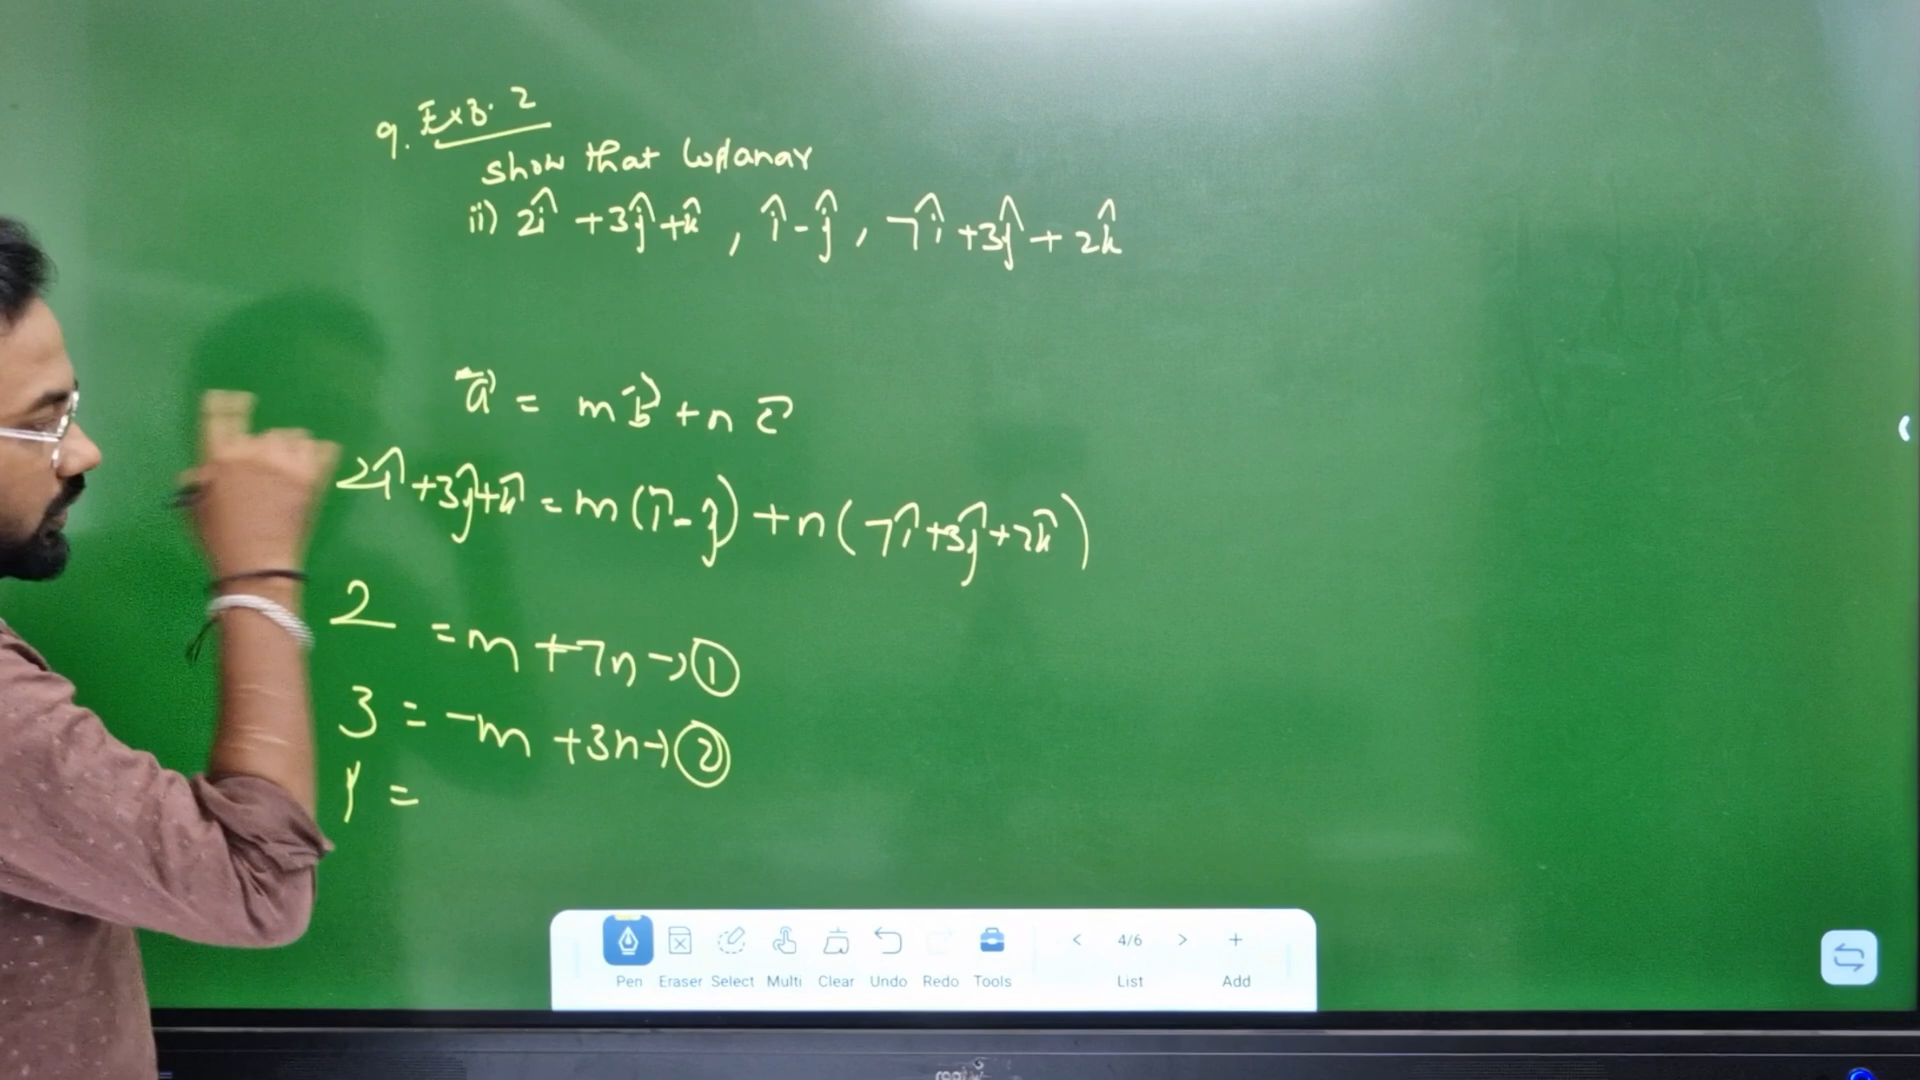 9. Ex 8.2
show that Coplanar
ii) 2î + 3ĵ + k̂ , î - ĵ , 7î + 3ĵ + 2k̂
a⃗ = m b⃗ + n c⃗
2î + 3ĵ + k̂ = m(î - ĵ) + n(7î + 3ĵ + 2k̂)
2 = m + 7n → ①
3 = -m + 3n → ②
1 =
4/6
Pen Eraser Select Multi Clear Undo Redo Tools List Add